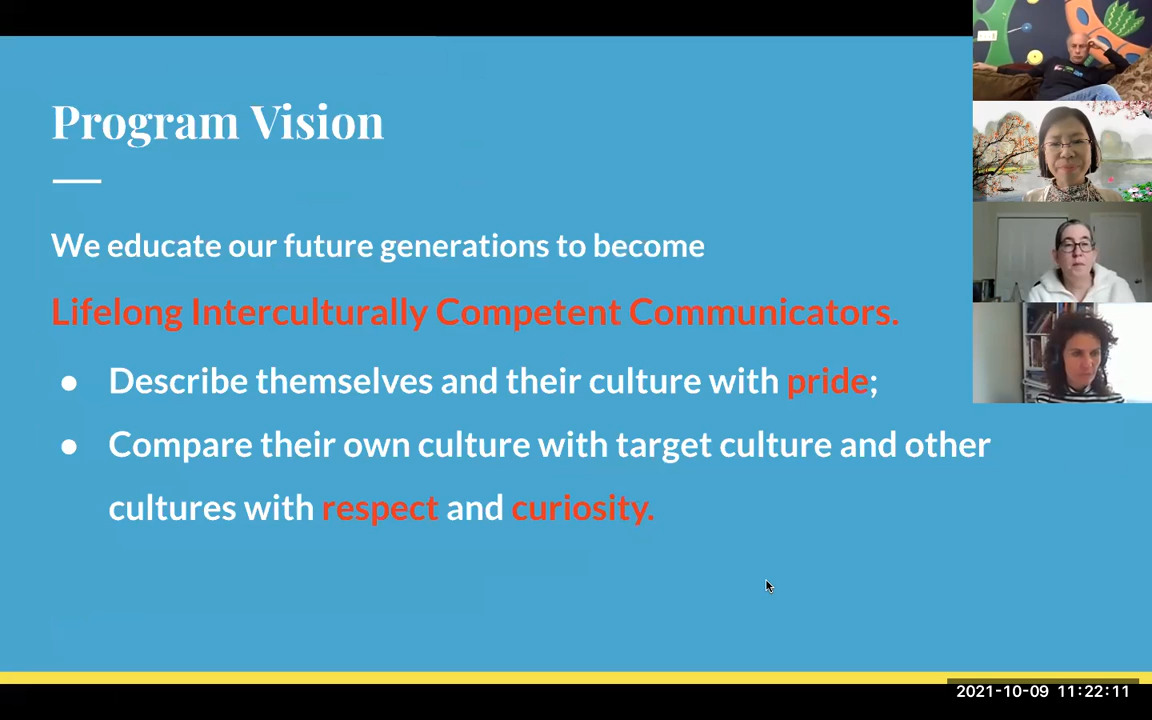 Program Vision
We educate our future generations to become
Lifelong Interculturally Competent Communicators.
● Describe themselves and their culture with pride;
● Compare their own culture with target culture and other
cultures with respect and curiosity.
2021-10-09 11:22:11